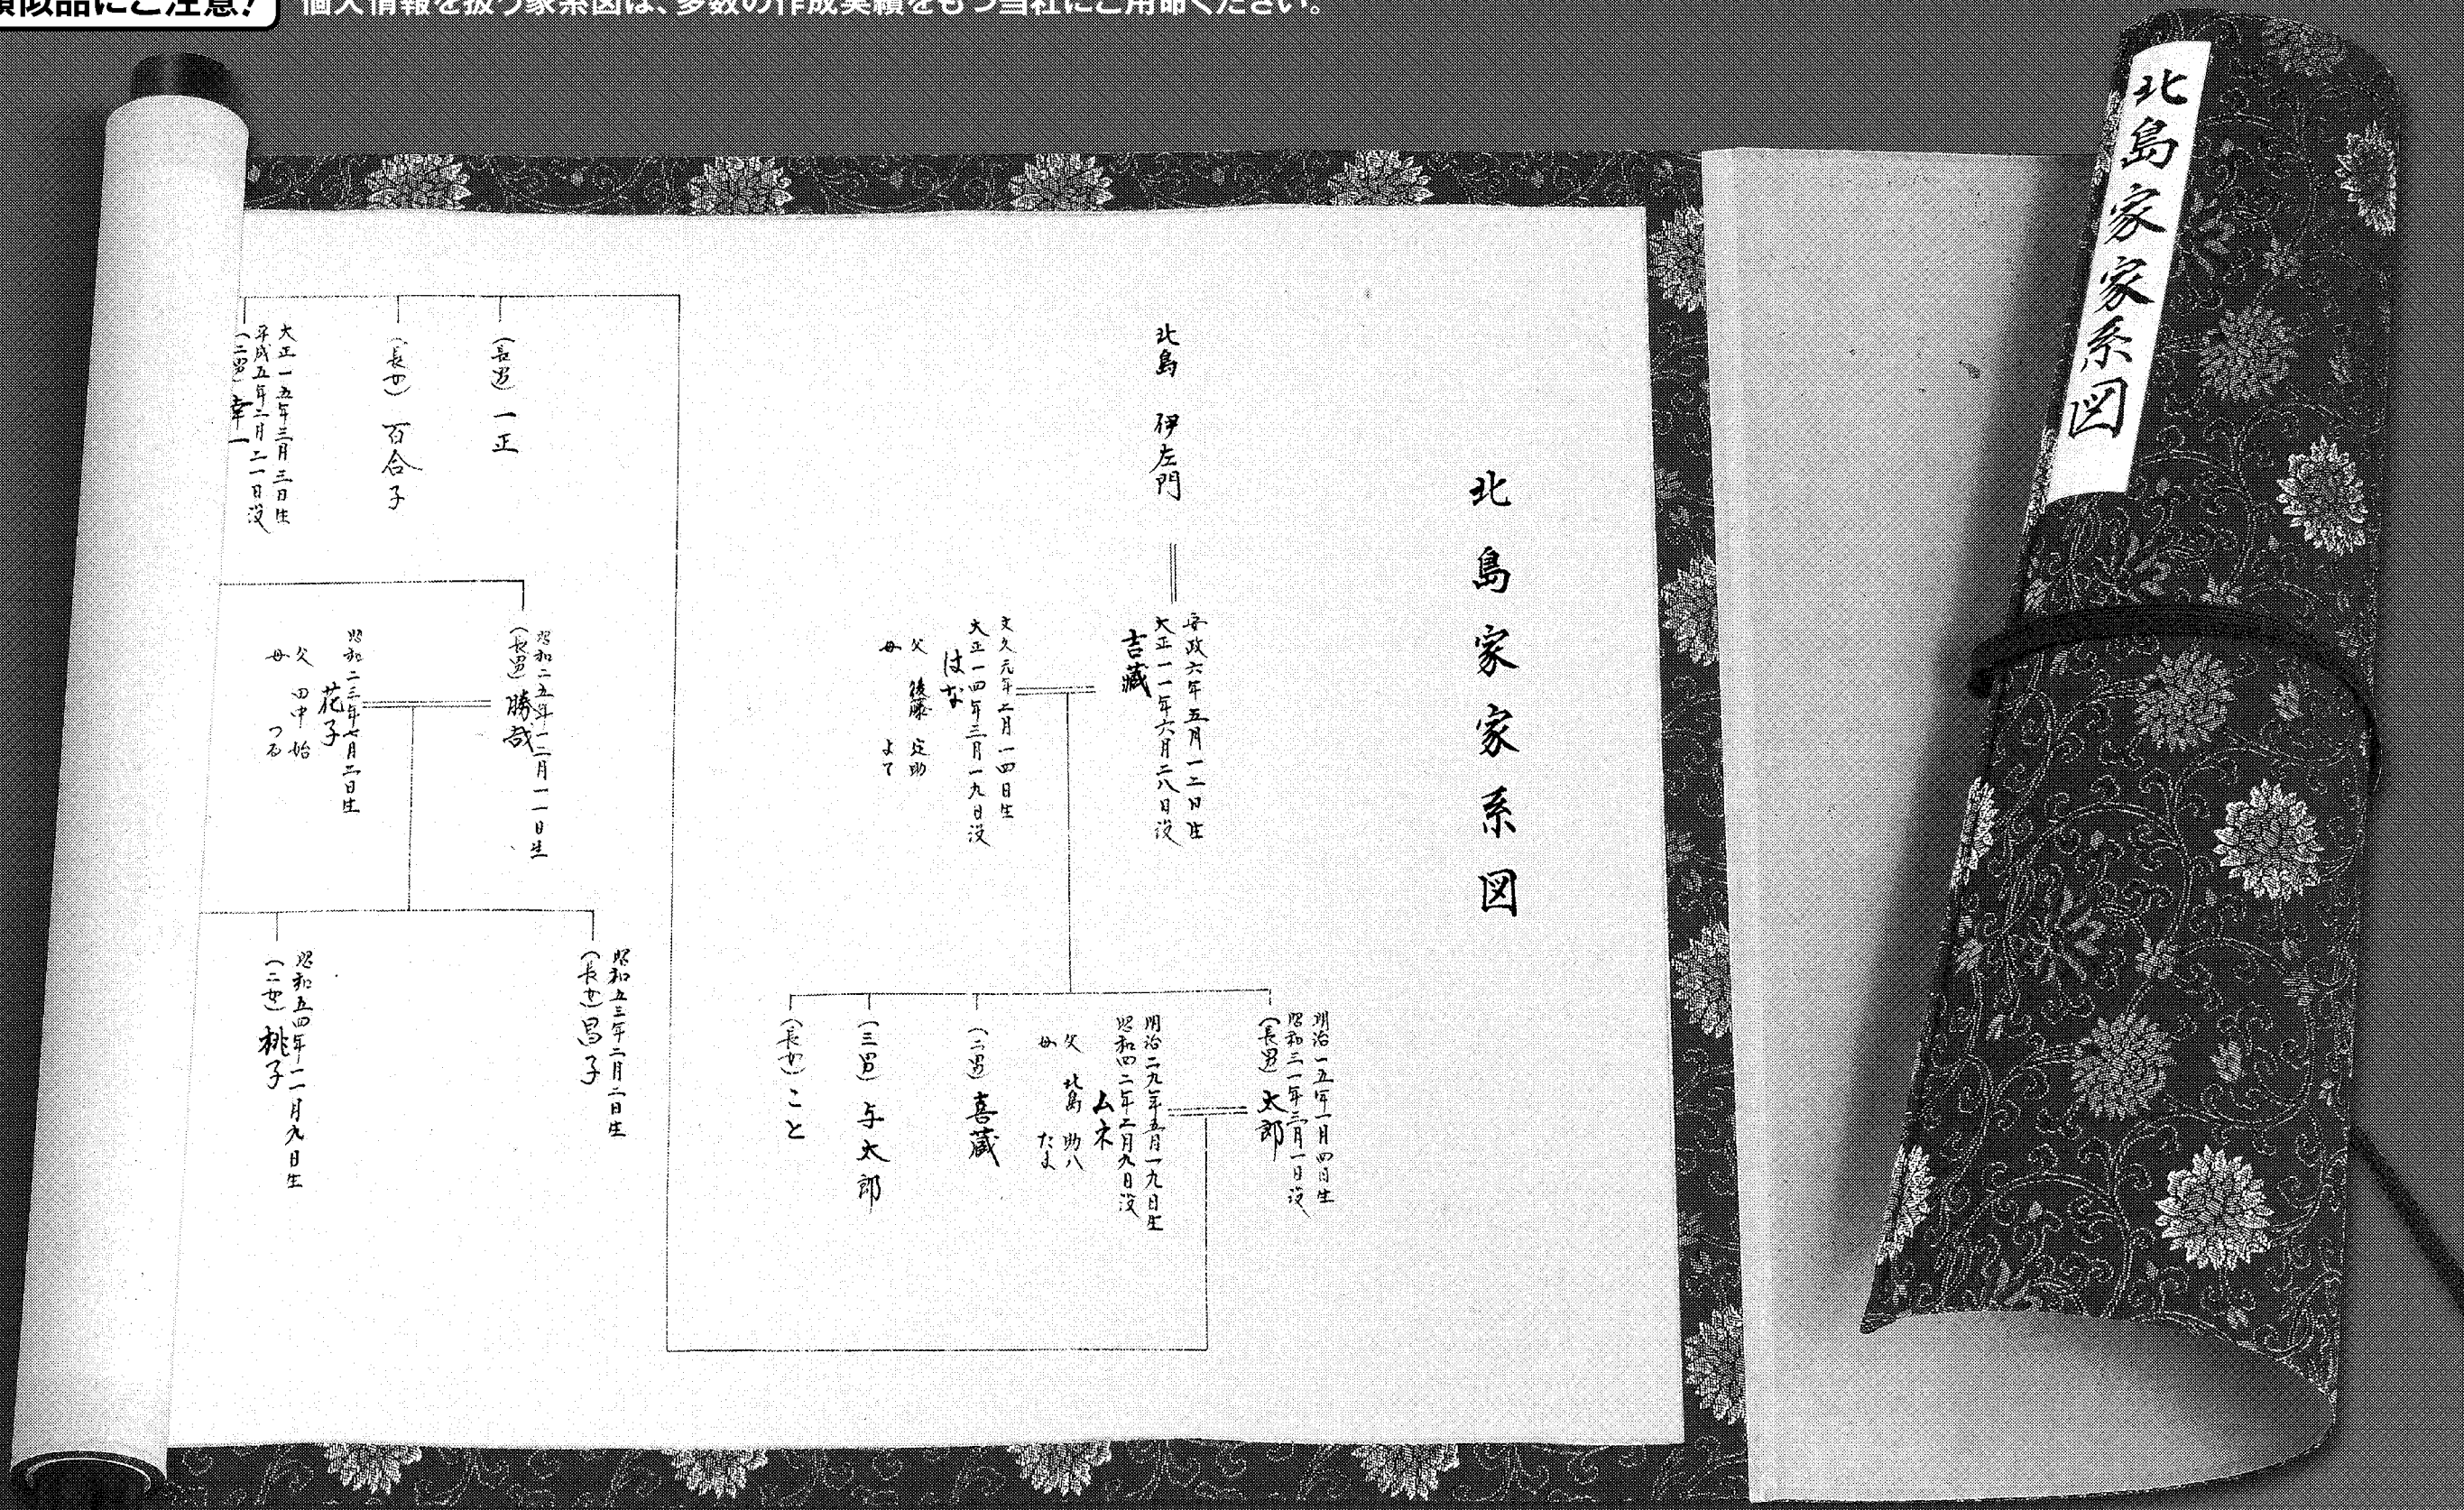 類似品にご注意!
個人情報を扱う家系図は、多数の作成実績をもつ当社にご用命ください。
北島家家系図
北島家家系図
北島 伊左門
安政六年五月一二日生
大正一一年六月二八日没
吉蔵
文久元年二月一四日生
大正一四年三月一九日没
はな
父 後藤 定助
母 よて
明治一五年一月四日生
昭和三一年三月一日没
(長男) 太郎
明治二九年五月一九日生
昭和四二年二月九日没
ムネ
父 北島 助八
母 たよ
(二男) 喜蔵
(三男) 与太郎
(長女) こと
(長男) 一正
(長女) 百合子
大正一五年三月三日生
平成五年二月二一日没
(二男) 幸一
昭和二五年一二月一一日生
(長男) 勝哉
昭和二三年七月二日生
花子
父 田中 始
母 つる
昭和五三年二月二日生
(長女) 昌子
昭和五四年一一月九日生
(二女) 桃子